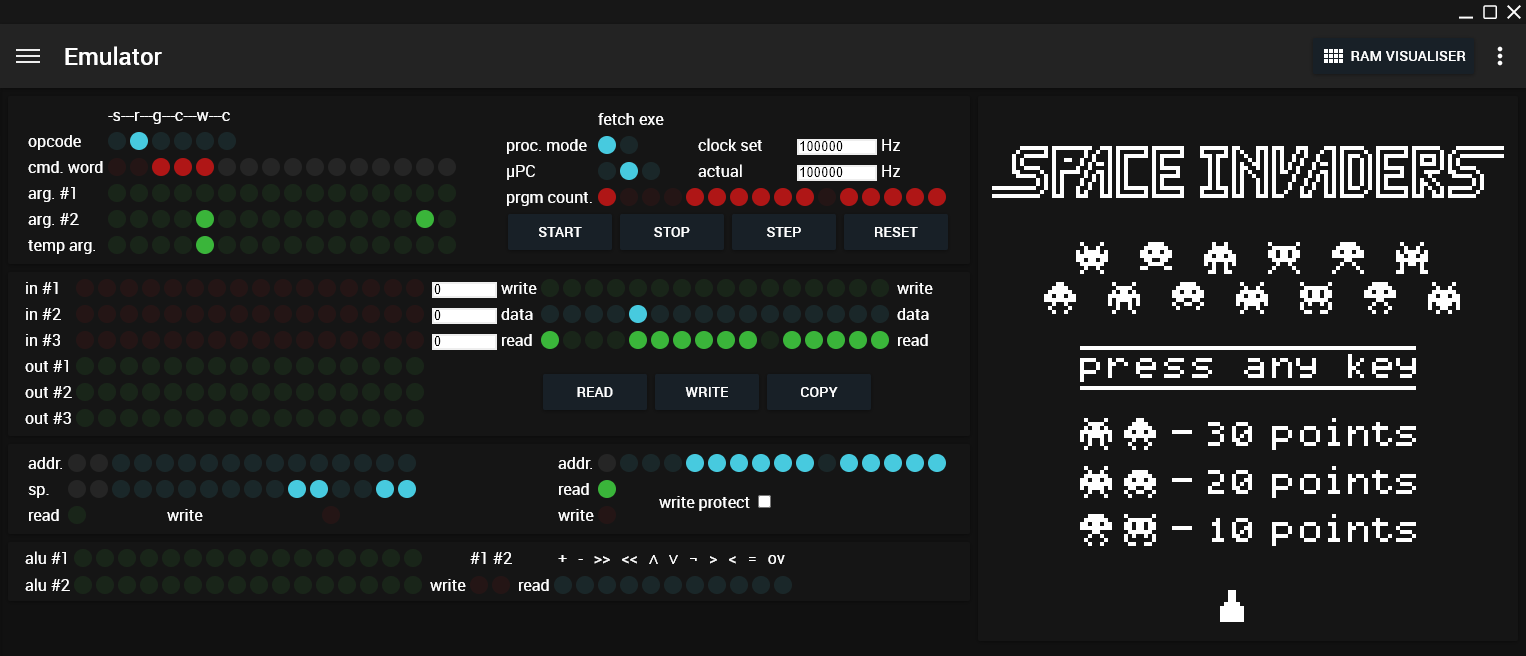 Emulator
RAM VISUALISER
-s---r---g---c---w---c
opcode
cmd. word
arg. #1
arg. #2
temp arg.
fetch exe
proc. mode
clock set 100000 Hz
µPC
actual 100000 Hz
prgm count.
START STOP STEP RESET
in #1 0 write write
in #2 0 data data
in #3 0 read read
out #1
out #2
out #3
READ WRITE COPY
addr.
sp.
read write
addr.
read
write protect
write
alu #1 #1 #2 + - >> << ∧ ∨ ¬ > < = ov
alu #2 write read
SPACE INVADERS
press any key
- 30 points
- 20 points
- 10 points